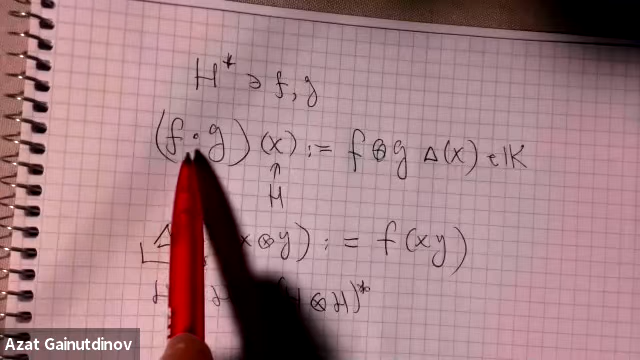 H* ∋ f, g
(f · g)(x) := f ⊗ g Δ(x) ∈ 𝕜
↑
H
x ⊗ y) := f(xy)
⊗ H)*
Azat Gainutdinov